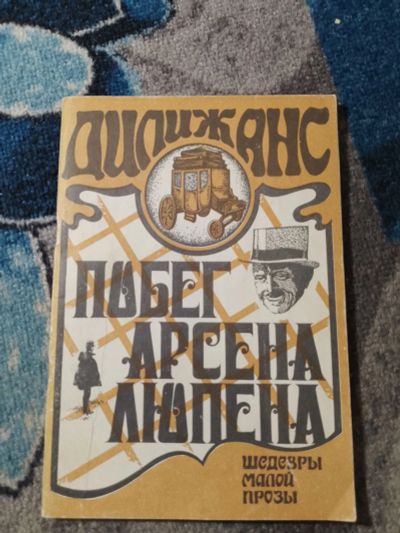 ДИЛИЖАНС
ПОБЕГ
АРСЕНА
ЛЮПЕНА
ШЕДЕВРЫ
МАЛОЙ
ПРОЗЫ